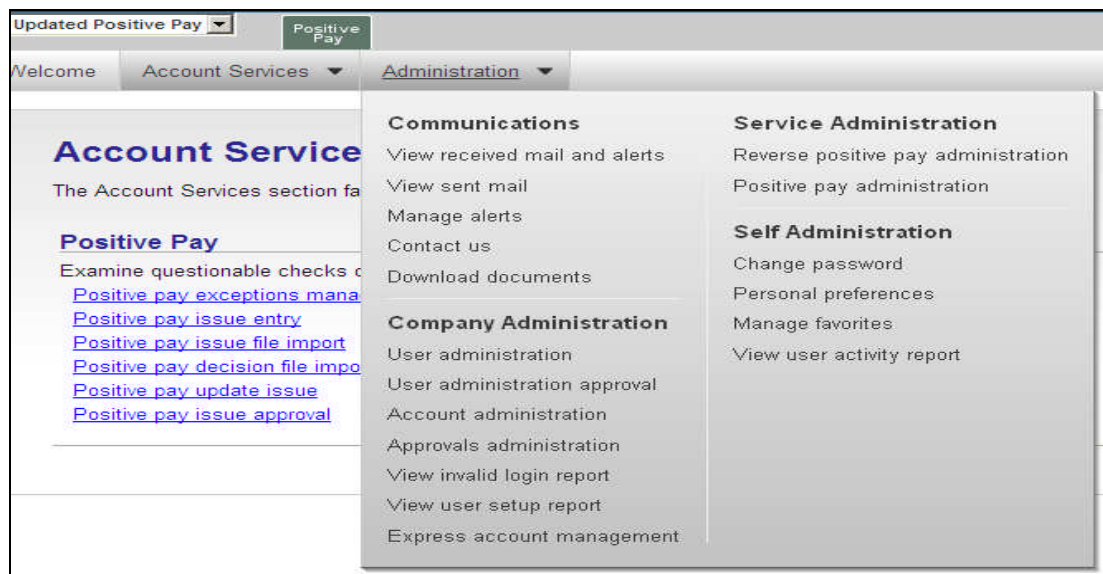 Updated Positive Pay
Positive
Pay
Welcome
Account Services
Administration
Account Service
The Account Services section fa
Positive Pay
Examine questionable checks
Positive pay exceptions mana
Positive pay issue entry
Positive pay issue file import
Positive pay decision file impo
Positive pay update issue
Positive pay issue approval
Communications
View received mail and alerts
View sent mail
Manage alerts
Contact us
Download documents
Company Administration
User administration
User administration approval
Account administration
Approvals administration
View invalid login report
View user setup report
Express account management
Service Administration
Reverse positive pay administration
Positive pay administration
Self Administration
Change password
Personal preferences
Manage favorites
View user activity report